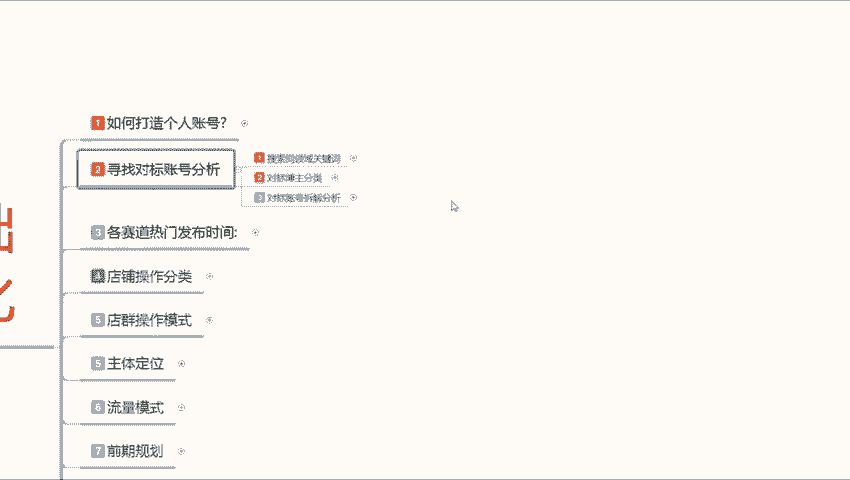 1 如何打造个人账号?
2 寻找对标账号分析
1 搜索同领域关键词
2 对标博主分类
3 对标账号拆解分析
3 各赛道热门发布时间:
4 店铺操作分类
5 店群操作模式
5 主体定位
6 流量模式
7 前期规划